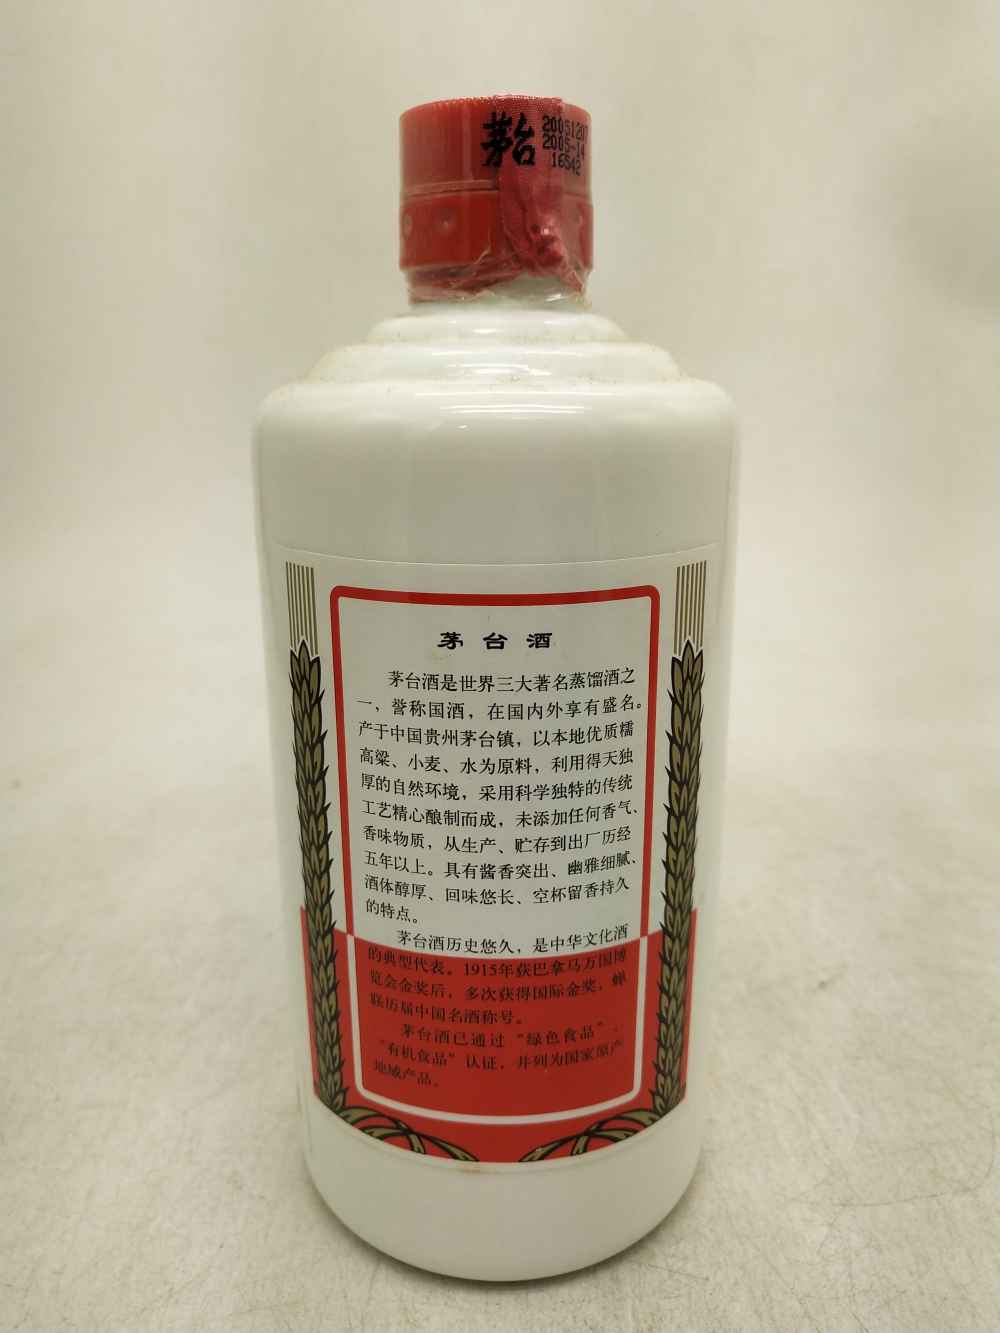 茅台
20051207
2005-14
16542
茅台酒
茅台酒是世界三大著名蒸馏酒之
一，誉称国酒，在国内外享有盛名。
产于中国贵州茅台镇，以本地优质糯
高粱、小麦、水为原料，利用得天独
厚的自然环境，采用科学独特的传统
工艺精心酿制而成，未添加任何香气、
香味物质，从生产、贮存到出厂历经
五年以上。具有酱香突出、幽雅细腻、
酒体醇厚、回味悠长、空杯留香持久
的特点。
茅台酒历史悠久，是中华文化酒
的典型代表。1915年获巴拿马万国博
览会金奖后，多次获得国际金奖，蝉
联历届中国名酒称号。
茅台酒已通过“绿色食品”、
“有机食品”认证，并列为国家原产
地域产品。